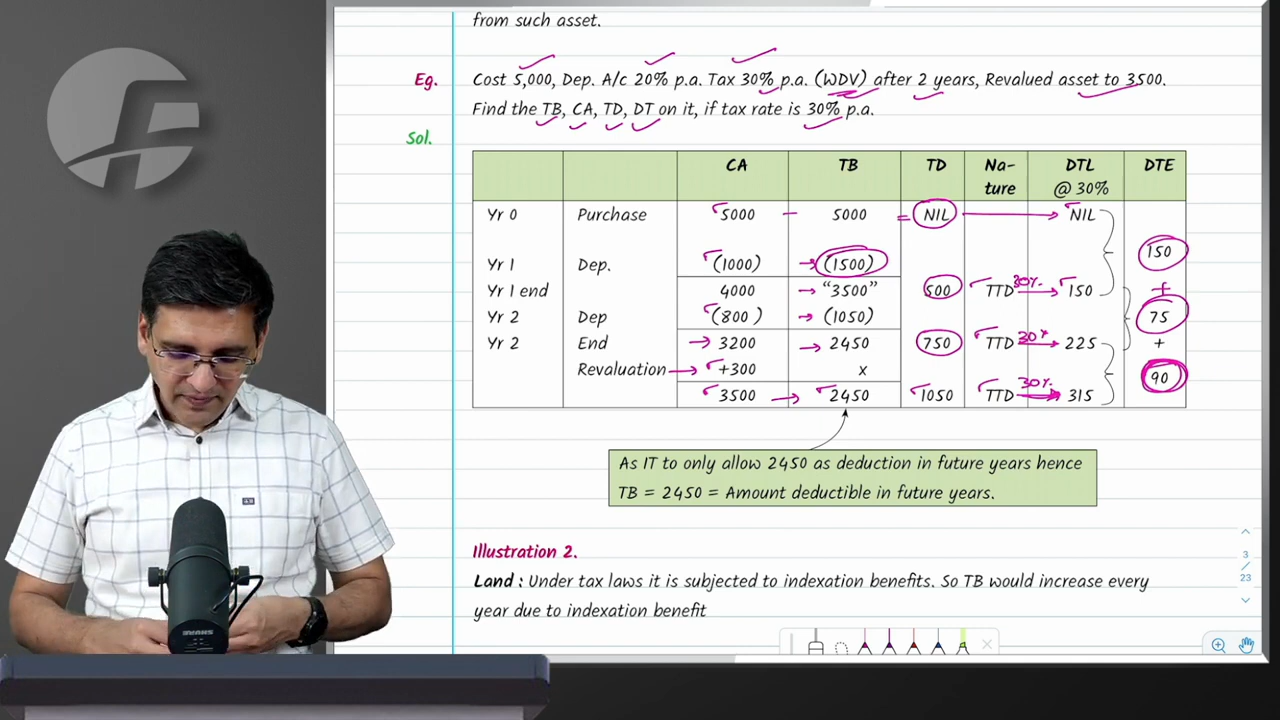 from such asset.
Eg. Cost 5,000, Dep. A/c 20% p.a. Tax 30% p.a. (WDV) after 2 years, Revalued asset to 3500.
Find the TB, CA, TD, DT on it, if tax rate is 30% p.a.
Sol.
CA TB TD Na- DTL DTE
ture @ 30%
Yr 0 Purchase 5000 – 5000 = NIL NIL
150
Yr 1 Dep. (1000) (1500)
Yr 1 end 4000 "3500" 500 TTD 30% 150 +
Yr 2 Dep (800) (1050) 75
Yr 2 End 3200 2450 750 TTD 30% 225 +
Revaluation +300 x
90
3500 2450 1050 TTD 30% 315
As IT to only allow 2450 as deduction in future years hence
TB = 2450 = Amount deductible in future years.
Illustration 2.
Land : Under tax laws it is subjected to indexation benefits. So TB would increase every
year due to indexation benefit
3
/
23
SHURE